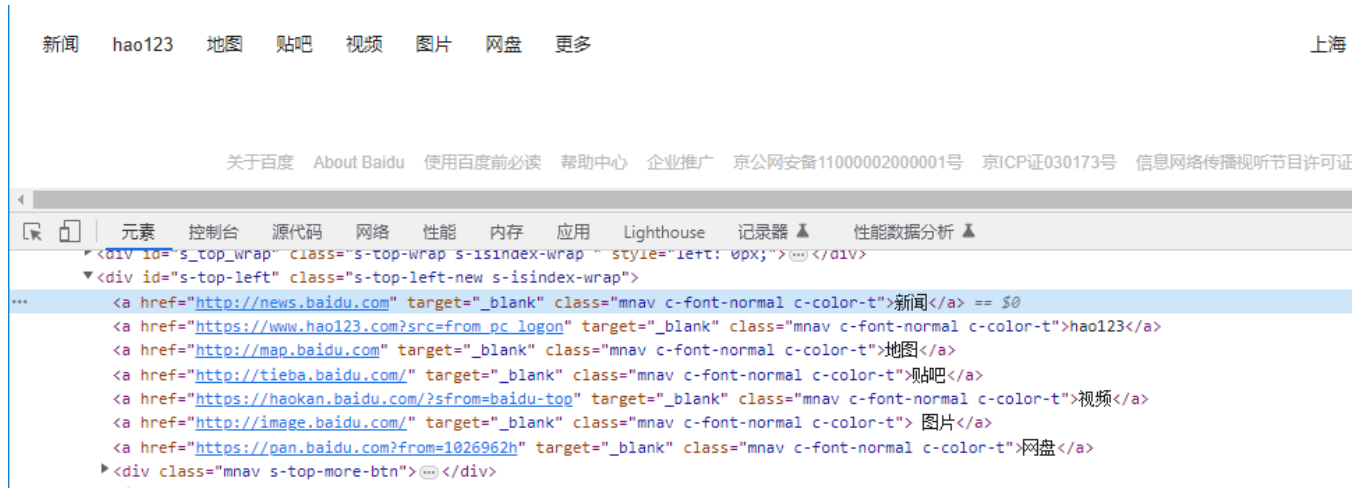 新闻 hao123 地图 贴吧 视频 图片 网盘 更多 上海
关于百度 About Baidu 使用百度前必读 帮助中心 企业推广 京公网安备11000002000001号 京ICP证030173号 信息网络传播视听节目许可证
元素 控制台 源代码 网络 性能 内存 应用 Lighthouse 记录器 性能数据分析
<div id="s_top_wrap" class="s-top-wrap s-isindex-wrap " style="left: 0px;">…</div>
<div id="s-top-left" class="s-top-left-new s-isindex-wrap">
<a href="http://news.baidu.com" target="_blank" class="mnav c-font-normal c-color-t">新闻</a> == $0
<a href="https://www.hao123.com?src=from_pc_logon" target="_blank" class="mnav c-font-normal c-color-t">hao123</a>
<a href="http://map.baidu.com" target="_blank" class="mnav c-font-normal c-color-t">地图</a>
<a href="http://tieba.baidu.com/" target="_blank" class="mnav c-font-normal c-color-t">贴吧</a>
<a href="https://haokan.baidu.com/?sfrom=baidu-top" target="_blank" class="mnav c-font-normal c-color-t">视频</a>
<a href="http://image.baidu.com/" target="_blank" class="mnav c-font-normal c-color-t"> 图片</a>
<a href="https://pan.baidu.com?from=1026962h" target="_blank" class="mnav c-font-normal c-color-t">网盘</a>
<div class="mnav s-top-more-btn">…</div>